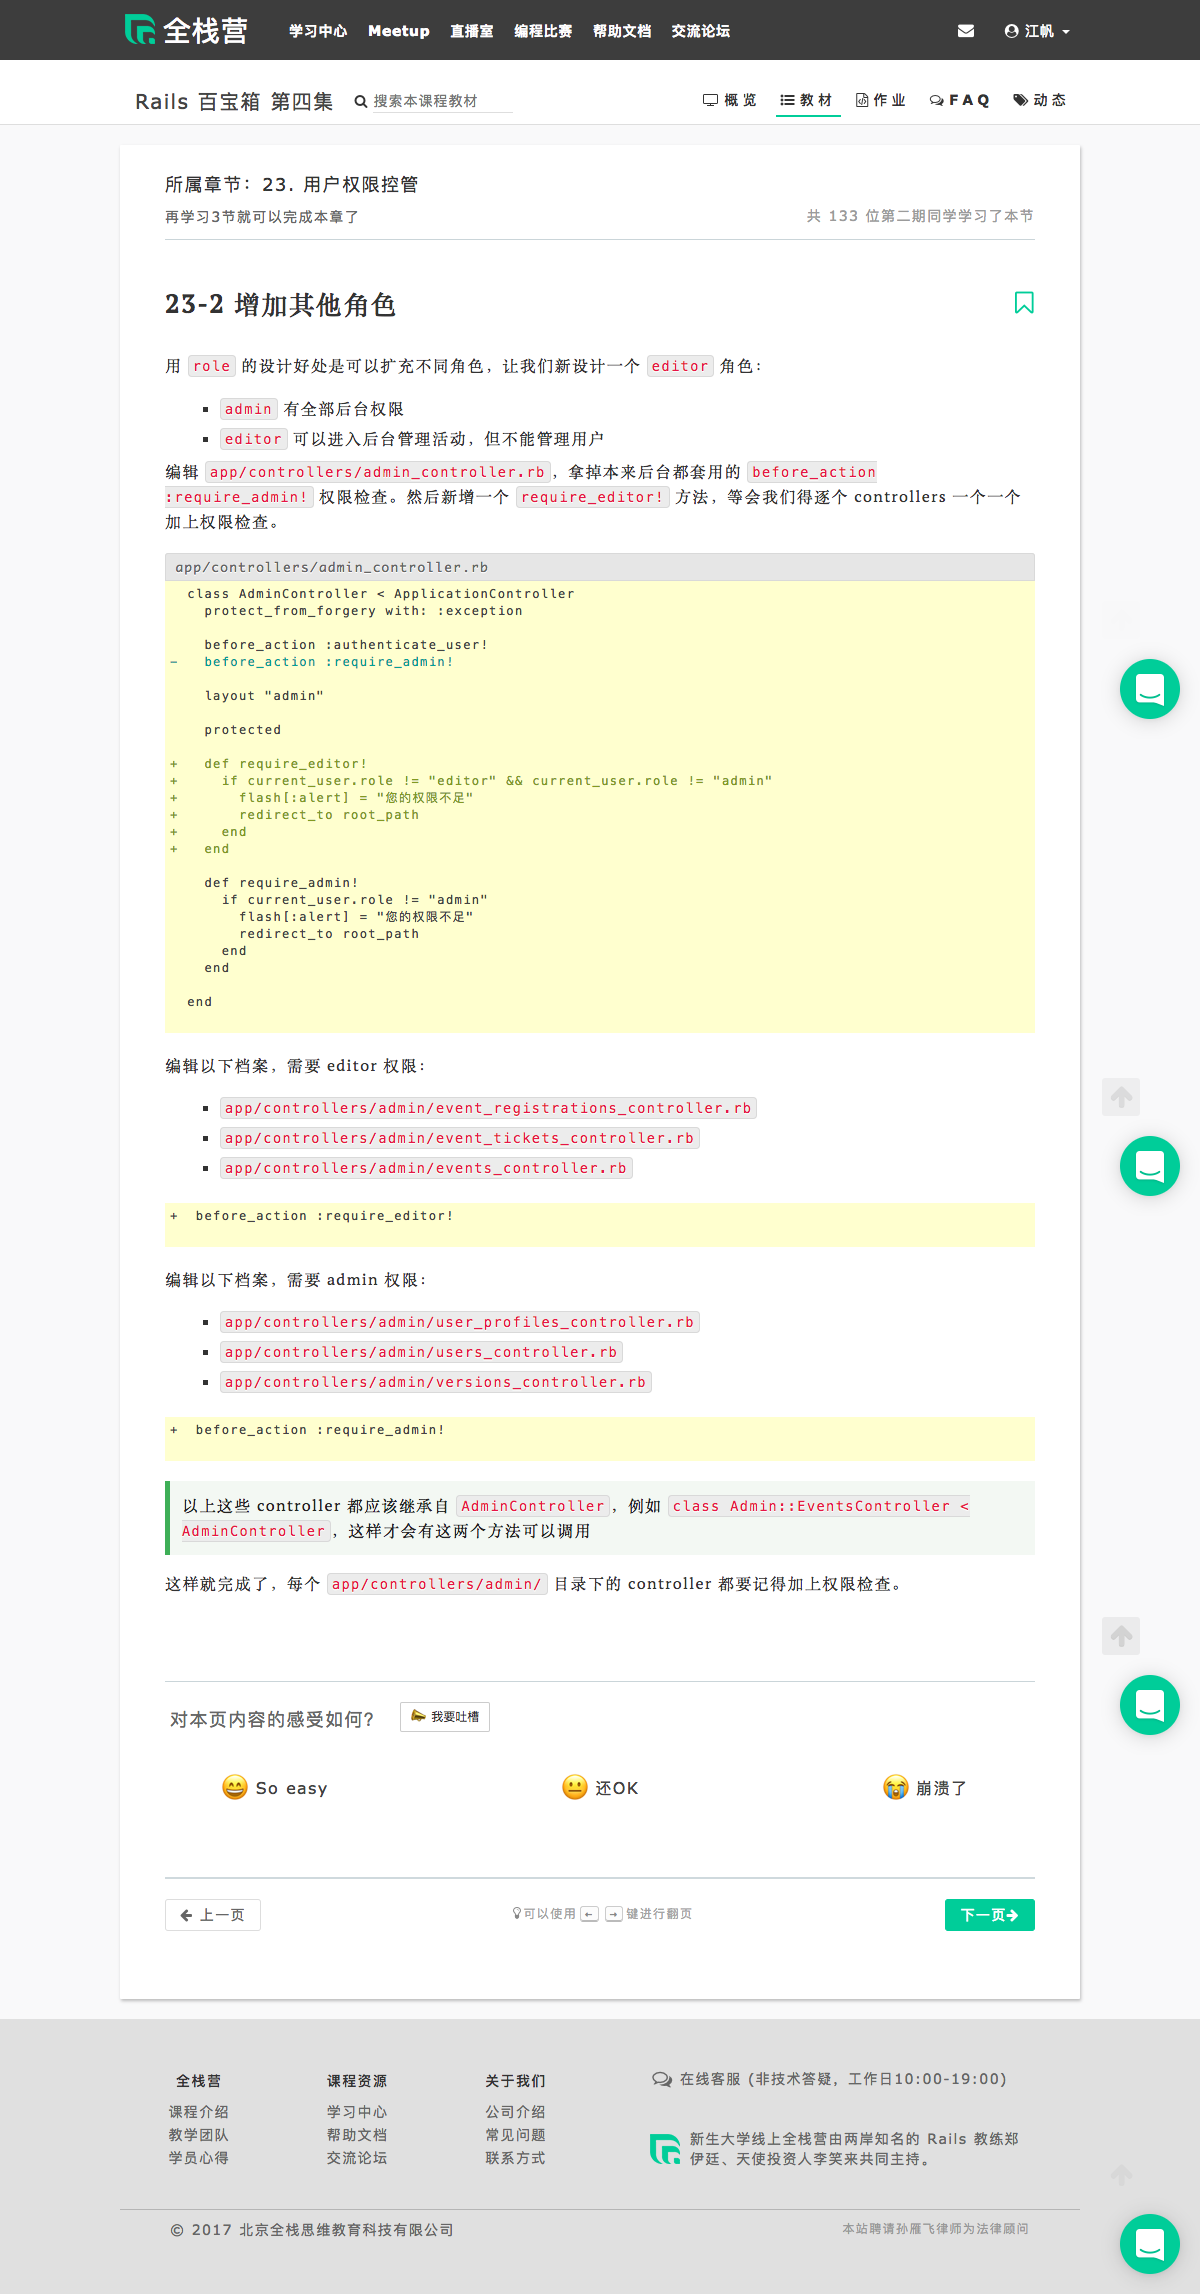 全栈营 学习中心 Meetup 直播室 编程比赛 帮助文档 交流论坛 江帆
Rails 百宝箱 第四集 搜索本课程教材 概览 教材 作业 FAQ 动态
所属章节：23. 用户权限控管
再学习3节就可以完成本章了 共 133 位第二期同学学习了本节
23-2 增加其他角色
用 role 的设计好处是可以扩充不同角色，让我们新设计一个 editor 角色：
admin 有全部后台权限
editor 可以进入后台管理活动，但不能管理用户
编辑 app/controllers/admin_controller.rb，拿掉本来后台都套用的 before_action
:require_admin! 权限检查。然后新增一个 require_editor! 方法，等会我们得逐个 controllers 一个一个
加上权限检查。
app/controllers/admin_controller.rb
class AdminController < ApplicationController
protect_from_forgery with: :exception
before_action :authenticate_user!
- before_action :require_admin!
layout "admin"
protected
+ def require_editor!
+ if current_user.role != "editor" && current_user.role != "admin"
+ flash[:alert] = "您的权限不足"
+ redirect_to root_path
+ end
+ end
def require_admin!
if current_user.role != "admin"
flash[:alert] = "您的权限不足"
redirect_to root_path
end
end
end
编辑以下档案，需要 editor 权限：
app/controllers/admin/event_registrations_controller.rb
app/controllers/admin/event_tickets_controller.rb
app/controllers/admin/events_controller.rb
+ before_action :require_editor!
编辑以下档案，需要 admin 权限：
app/controllers/admin/user_profiles_controller.rb
app/controllers/admin/users_controller.rb
app/controllers/admin/versions_controller.rb
+ before_action :require_admin!
以上这些 controller 都应该继承自 AdminController，例如 class Admin::EventsController <
AdminController，这样才会有这两个方法可以调用
这样就完成了，每个 app/controllers/admin/ 目录下的 controller 都要记得加上权限检查。
对本页内容的感受如何? 我要吐槽
So easy 还OK 崩溃了
← 上一页 可以使用 ← → 键进行翻页 下一页→
全栈营 课程资源 关于我们 在线客服 (非技术答疑，工作日10:00-19:00)
课程介绍 学习中心 公司介绍
教学团队 帮助文档 常见问题 新生大学线上全栈营由两岸知名的 Rails 教练郑
学员心得 交流论坛 联系方式 伊廷、天使投资人李笑来共同主持。
© 2017 北京全栈思维教育科技有限公司 本站聘请孙雁飞律师为法律顾问